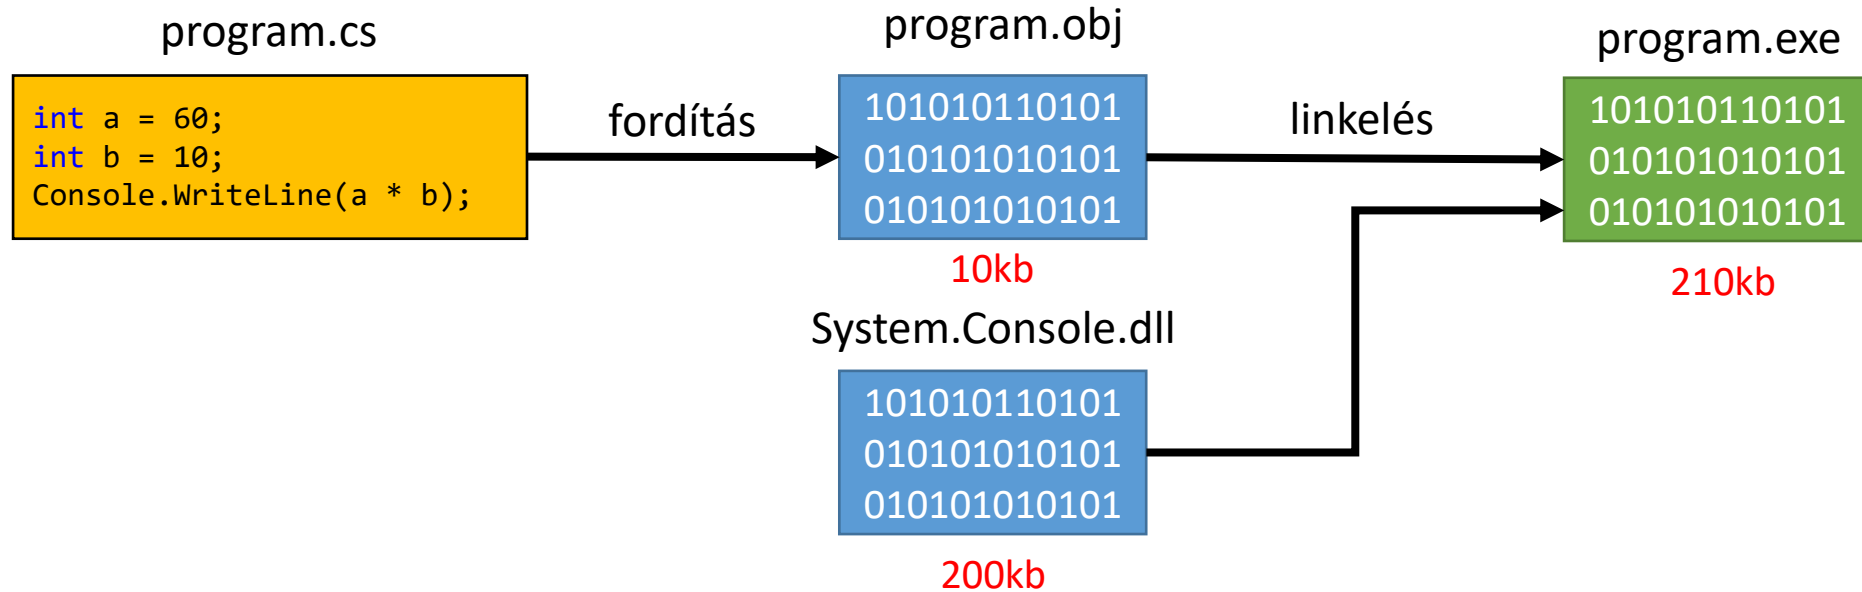 program.cs
int a = 60;
int b = 10;
Console.WriteLine(a * b);
fordítás
program.obj
101010110101
010101010101
010101010101
10kb
linkelés
program.exe
101010110101
010101010101
010101010101
210kb
System.Console.dll
101010110101
010101010101
010101010101
200kb